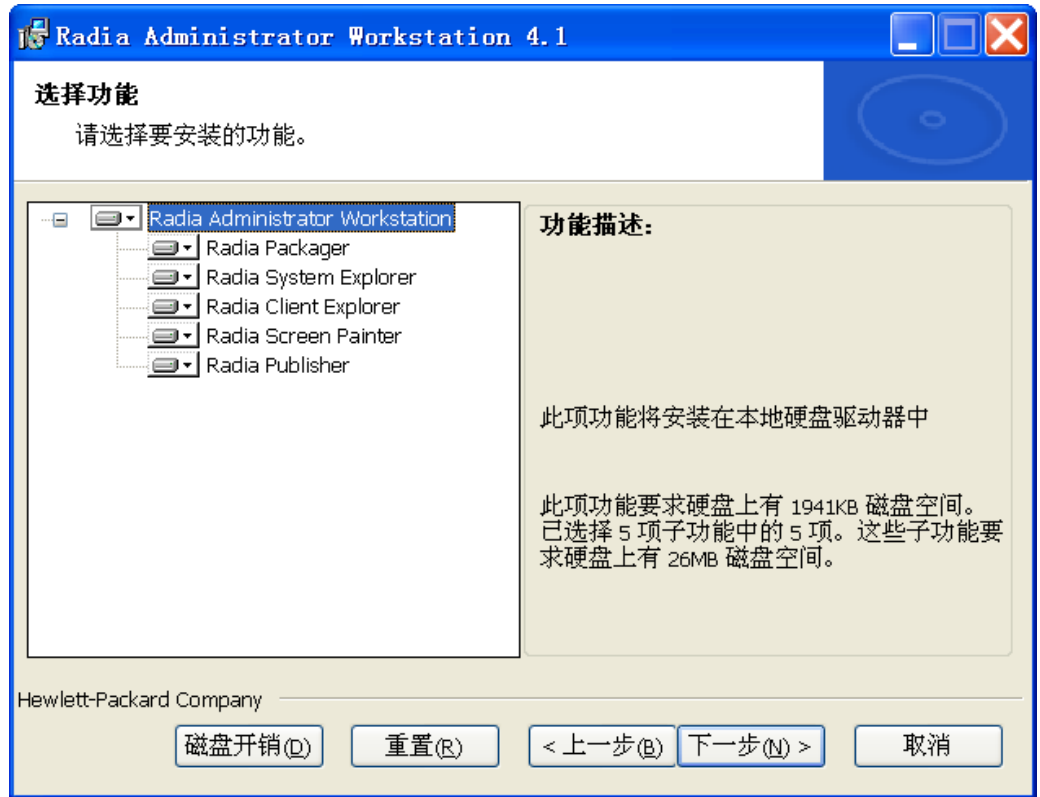 Radia Administrator Workstation 4.1
选择功能
请选择要安装的功能。
Radia Administrator Workstation
Radia Packager
Radia System Explorer
Radia Client Explorer
Radia Screen Painter
Radia Publisher
功能描述:
此项功能将安装在本地硬盘驱动器中
此项功能要求硬盘上有 1941KB 磁盘空间。
已选择 5 项子功能中的 5 项。这些子功能要
求硬盘上有 26MB 磁盘空间。
Hewlett-Packard Company
磁盘开销(D) 重置(R) < 上一步(B) 下一步(N) > 取消